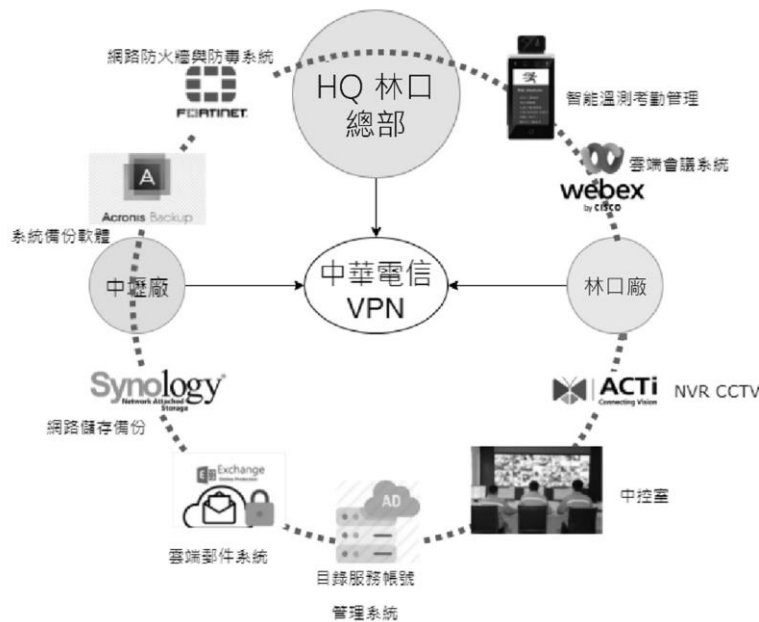 網路防火牆與防毒系統
FORTINET
HQ 林口
總部
智能溫測考勤管理
雲端會議系統
webex
by CISCO
A
Acronis Backup
系統備份軟體
中壢廠
中華電信
VPN
林口廠
Synology
Network Attached
Storage
網路儲存備份
ACTi
Connecting Vision
NVR CCTV
中控室
Exchange
Online Protection
雲端郵件系統
AD
目錄服務帳號
管理系統